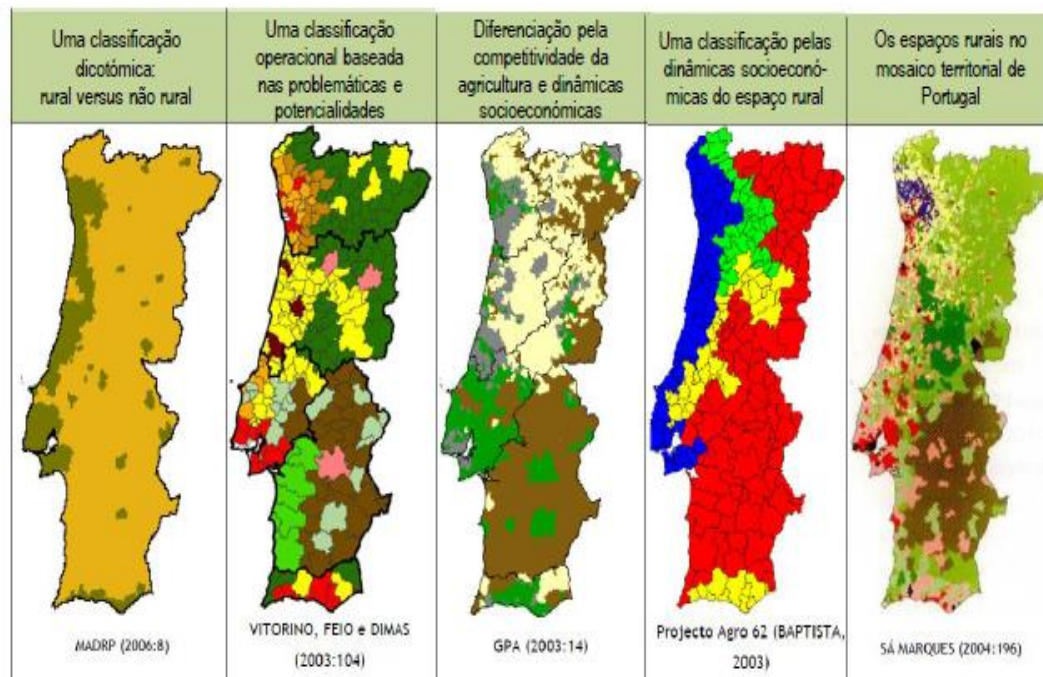 Uma classificação
dicotómica:
rural versus não rural
Uma classificação
operacional baseada
nas problemáticas e
potencialidades
Diferenciação pela
competitividade da
agricultura e dinâmicas
socioeconómicas
Uma classificação pelas
dinâmicas socioeconó-
micas do espaço rural
Os espaços rurais no
mosaico territorial de
Portugal
MADRP (2006:8)
VITORINO, FEIO e DIMAS
(2003:104)
GPA (2003:14)
Projecto Agro 62 (BAPTISTA,
2003)
SÁ MARQUES (2004:196)